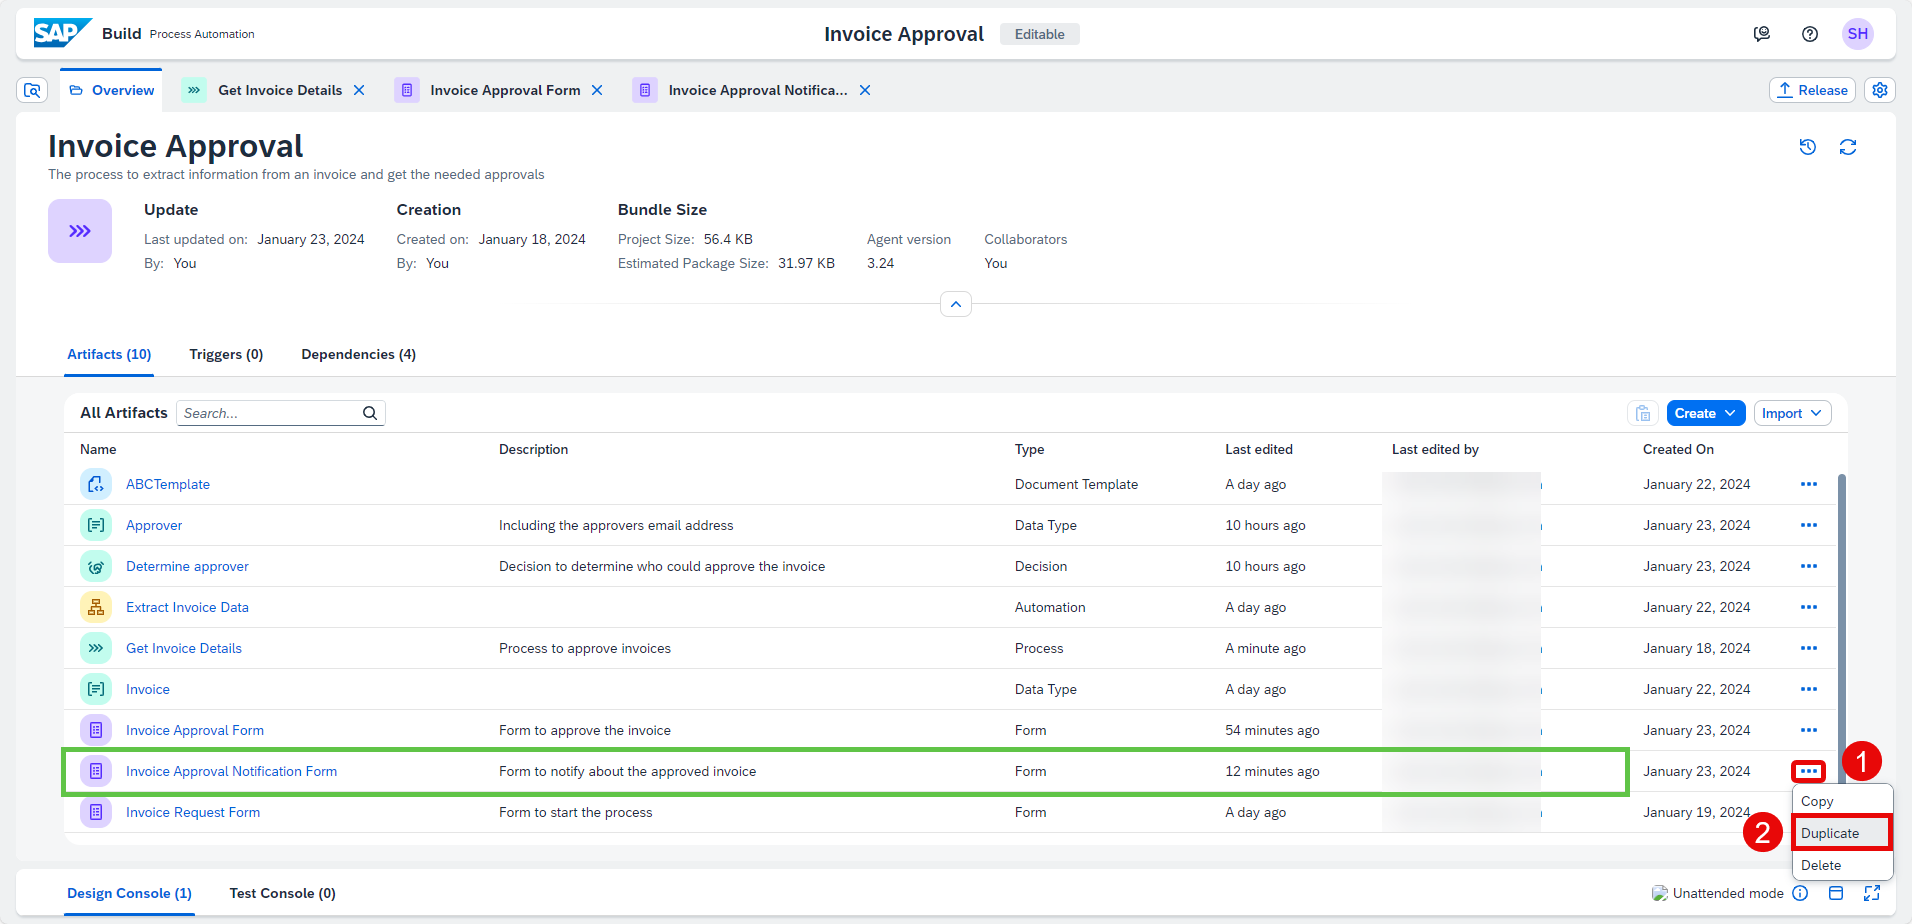 SAP Build Process Automation Invoice Approval Editable SH
Overview Get Invoice Details Invoice Approval Form Invoice Approval Notifica... Release
Invoice Approval
The process to extract information from an invoice and get the needed approvals
Update Creation Bundle Size
Last updated on: January 23, 2024 Created on: January 18, 2024 Project Size: 56.4 KB Agent version Collaborators
By: You By: You Estimated Package Size: 31.97 KB 3.24 You
Artifacts (10) Triggers (0) Dependencies (4)
All Artifacts Search... Create Import
Name Description Type Last edited Last edited by Created On
ABCTemplate Document Template A day ago January 22, 2024
Approver Including the approvers email address Data Type 10 hours ago January 23, 2024
Determine approver Decision to determine who could approve the invoice Decision 10 hours ago January 23, 2024
Extract Invoice Data Automation A day ago January 22, 2024
Get Invoice Details Process to approve invoices Process A minute ago January 18, 2024
Invoice Data Type A day ago January 22, 2024
Invoice Approval Form Form to approve the invoice Form 54 minutes ago January 23, 2024
Invoice Approval Notification Form Form to notify about the approved invoice Form 12 minutes ago January 23, 2024 1
Copy
Invoice Request Form Form to start the process Form A day ago January 19, 2024
2 Duplicate
Delete
Design Console (1) Test Console (0) Unattended mode